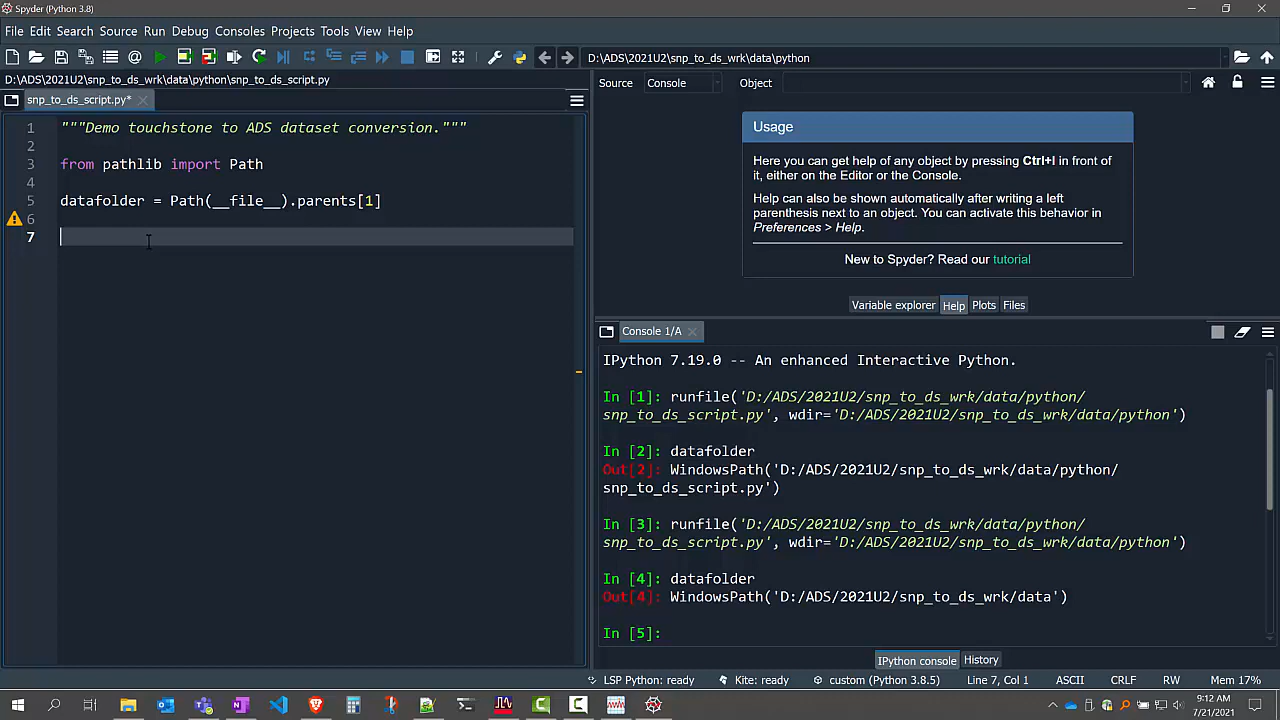 Spyder (Python 3.8)
File Edit Search Source Run Debug Consoles Projects Tools View Help
D:\ADS\2021U2\snp_to_ds_wrk\data\python
D:\ADS\2021U2\snp_to_ds_wrk\data\python\snp_to_ds_script.py
Source Console Object
snp_to_ds_script.py*
1 """Demo touchstone to ADS dataset conversion."""
2
3 from pathlib import Path
4
5 datafolder = Path(__file__).parents[1]
6
7
Usage
Here you can get help of any object by pressing Ctrl+I in front of
it, either on the Editor or the Console.
Help can also be shown automatically after writing a left
parenthesis next to an object. You can activate this behavior in
Preferences > Help.
New to Spyder? Read our tutorial
Variable explorer Help Plots Files
Console 1/A
IPython 7.19.0 -- An enhanced Interactive Python.
In [1]: runfile('D:/ADS/2021U2/snp_to_ds_wrk/data/python/
snp_to_ds_script.py', wdir='D:/ADS/2021U2/snp_to_ds_wrk/data/python')
In [2]: datafolder
Out[2]: WindowsPath('D:/ADS/2021U2/snp_to_ds_wrk/data/python/
snp_to_ds_script.py')
In [3]: runfile('D:/ADS/2021U2/snp_to_ds_wrk/data/python/
snp_to_ds_script.py', wdir='D:/ADS/2021U2/snp_to_ds_wrk/data/python')
In [4]: datafolder
Out[4]: WindowsPath('D:/ADS/2021U2/snp_to_ds_wrk/data')
In [5]:
IPython console History
LSP Python: ready Kite: ready custom (Python 3.8.5) Line 7, Col 1 ASCII CRLF RW Mem 17%
9:12 AM
7/21/2021